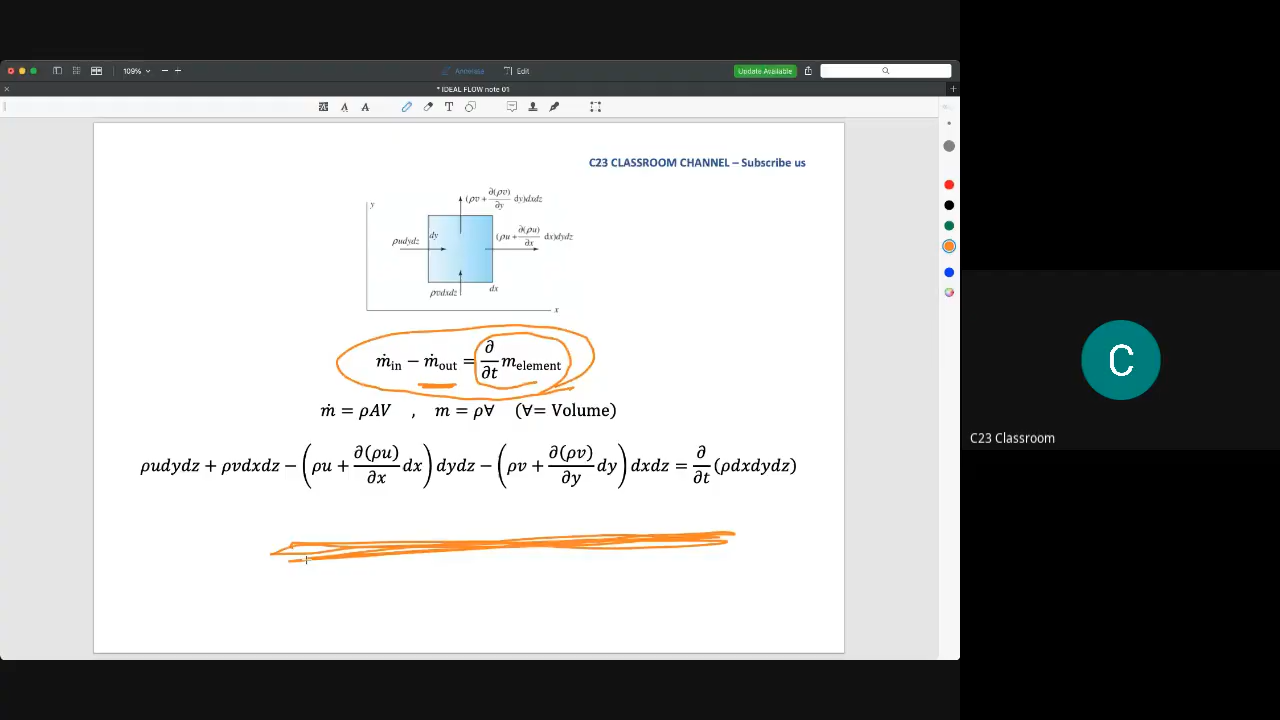 109%
Annotate
Edit
Update Available
* IDEAL FLOW note 01
C23 CLASSROOM CHANNEL – Subscribe us
y
(ρv + ∂(ρv)/∂y dy)dxdz
ρudydz
dy
(ρu + ∂(ρu)/∂x dx)dydz
ρvdxdz
dx
x
ṁin − ṁout = ∂/∂t melement
ṁ = ρAV , m = ρ∀ (∀= Volume)
ρudydz + ρvdxdz − (ρu + ∂(ρu)/∂x dx) dydz − (ρv + ∂(ρv)/∂y dy) dxdz = ∂/∂t (ρdxdydz)
C
C23 Classroom